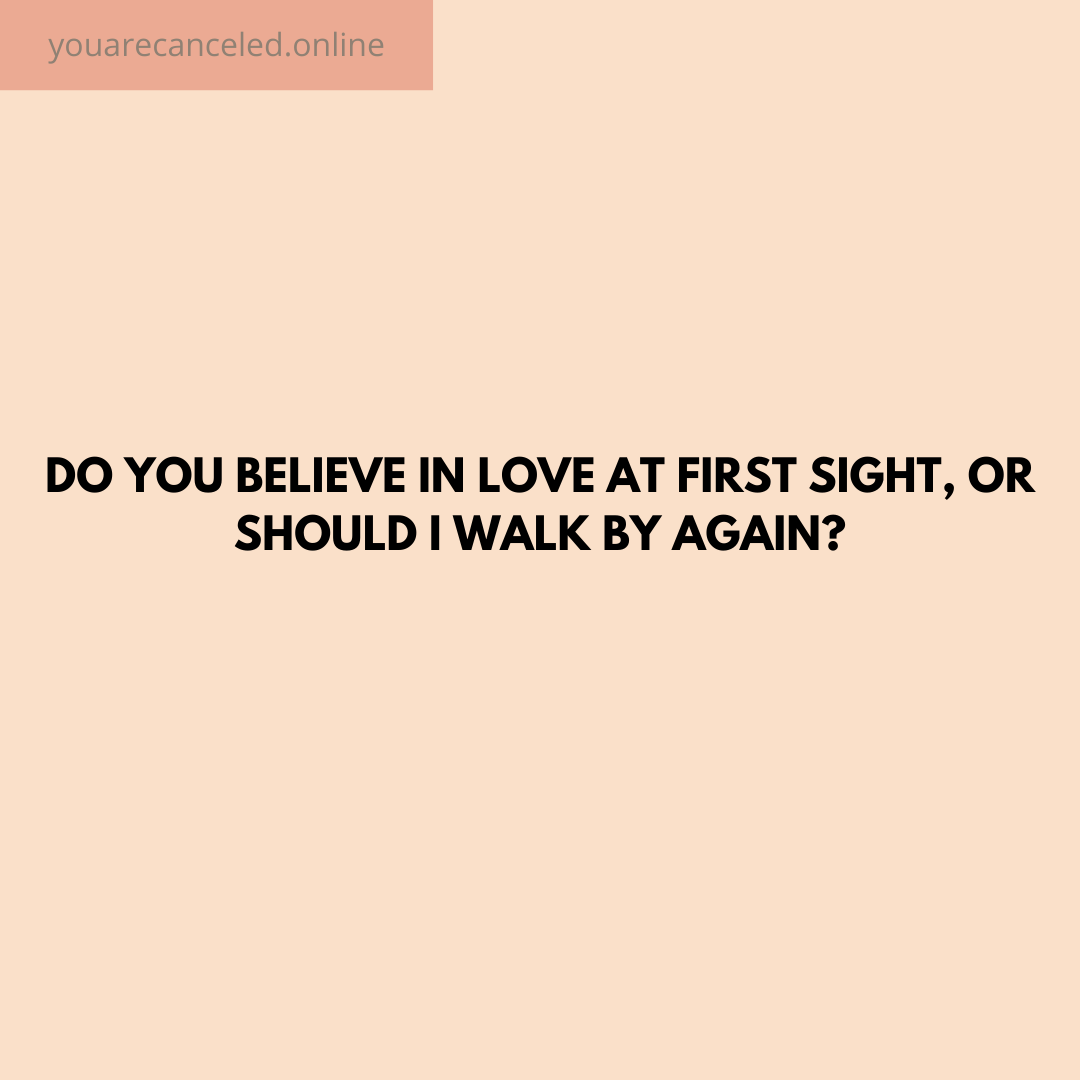 youarecanceled.online
DO YOU BELIEVE IN LOVE AT FIRST SIGHT, OR
SHOULD I WALK BY AGAIN?